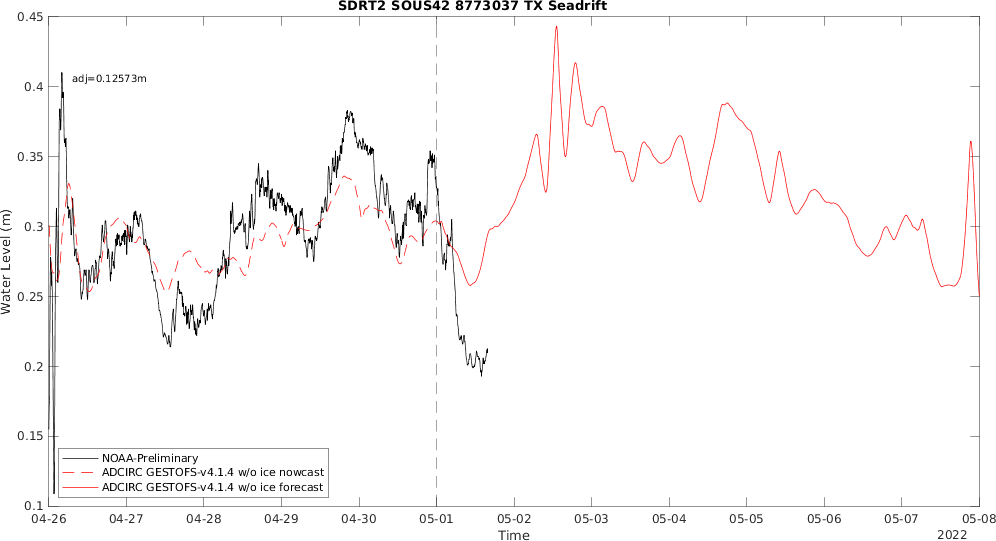 SDRT2 SOUS42 8773037 TX Seadrift
adj=0.12573m
0.45
0.4
0.35
0.3
0.25
0.2
0.15
0.1
Water Level (m)
NOAA-Preliminary
ADCIRC GESTOFS-v4.1.4 w/o ice nowcast
ADCIRC GESTOFS-v4.1.4 w/o ice forecast
04-26 04-27 04-28 04-29 04-30 05-01 05-02 05-03 05-04 05-05 05-06 05-07 05-08
Time
2022